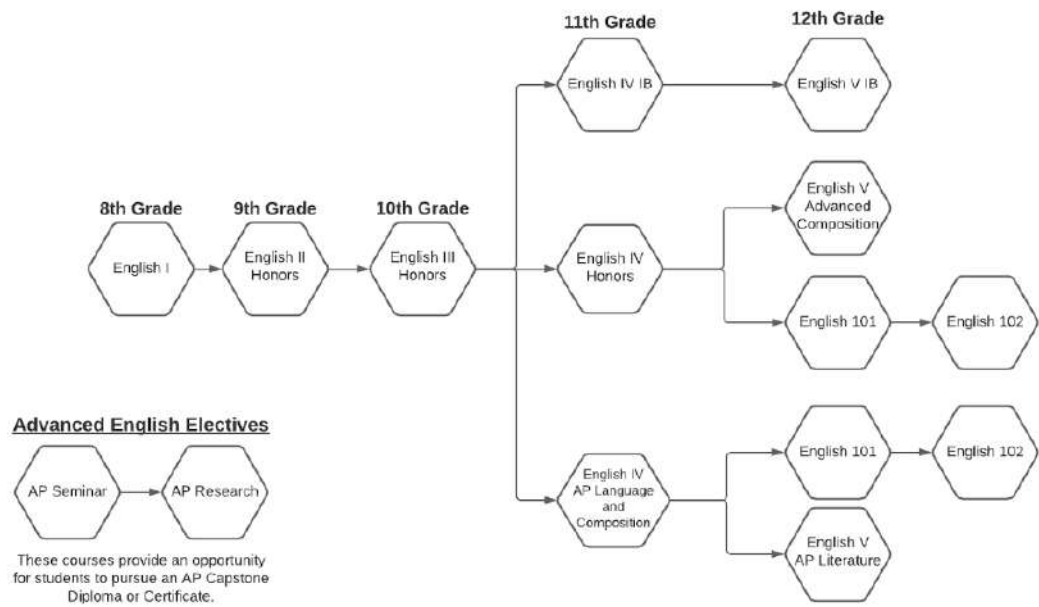 11th Grade
12th Grade
English IV IB
English V IB
8th Grade
9th Grade
10th Grade
English I
English II
Honors
English III
Honors
English IV
Honors
English V
Advanced
Composition
English 101
English 102
Advanced English Electives
AP Seminar
AP Research
These courses provide an opportunity
for students to pursue an AP Capstone
Diploma or Certificate.
English IV
AP Language
and
Composition
English 101
English 102
English V
AP Literature